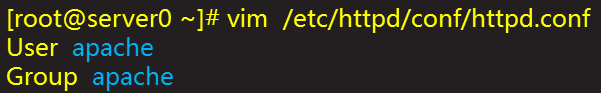 [root@server0 ~]# vim  /etc/httpd/conf/httpd.conf
User  apache
Group  apache